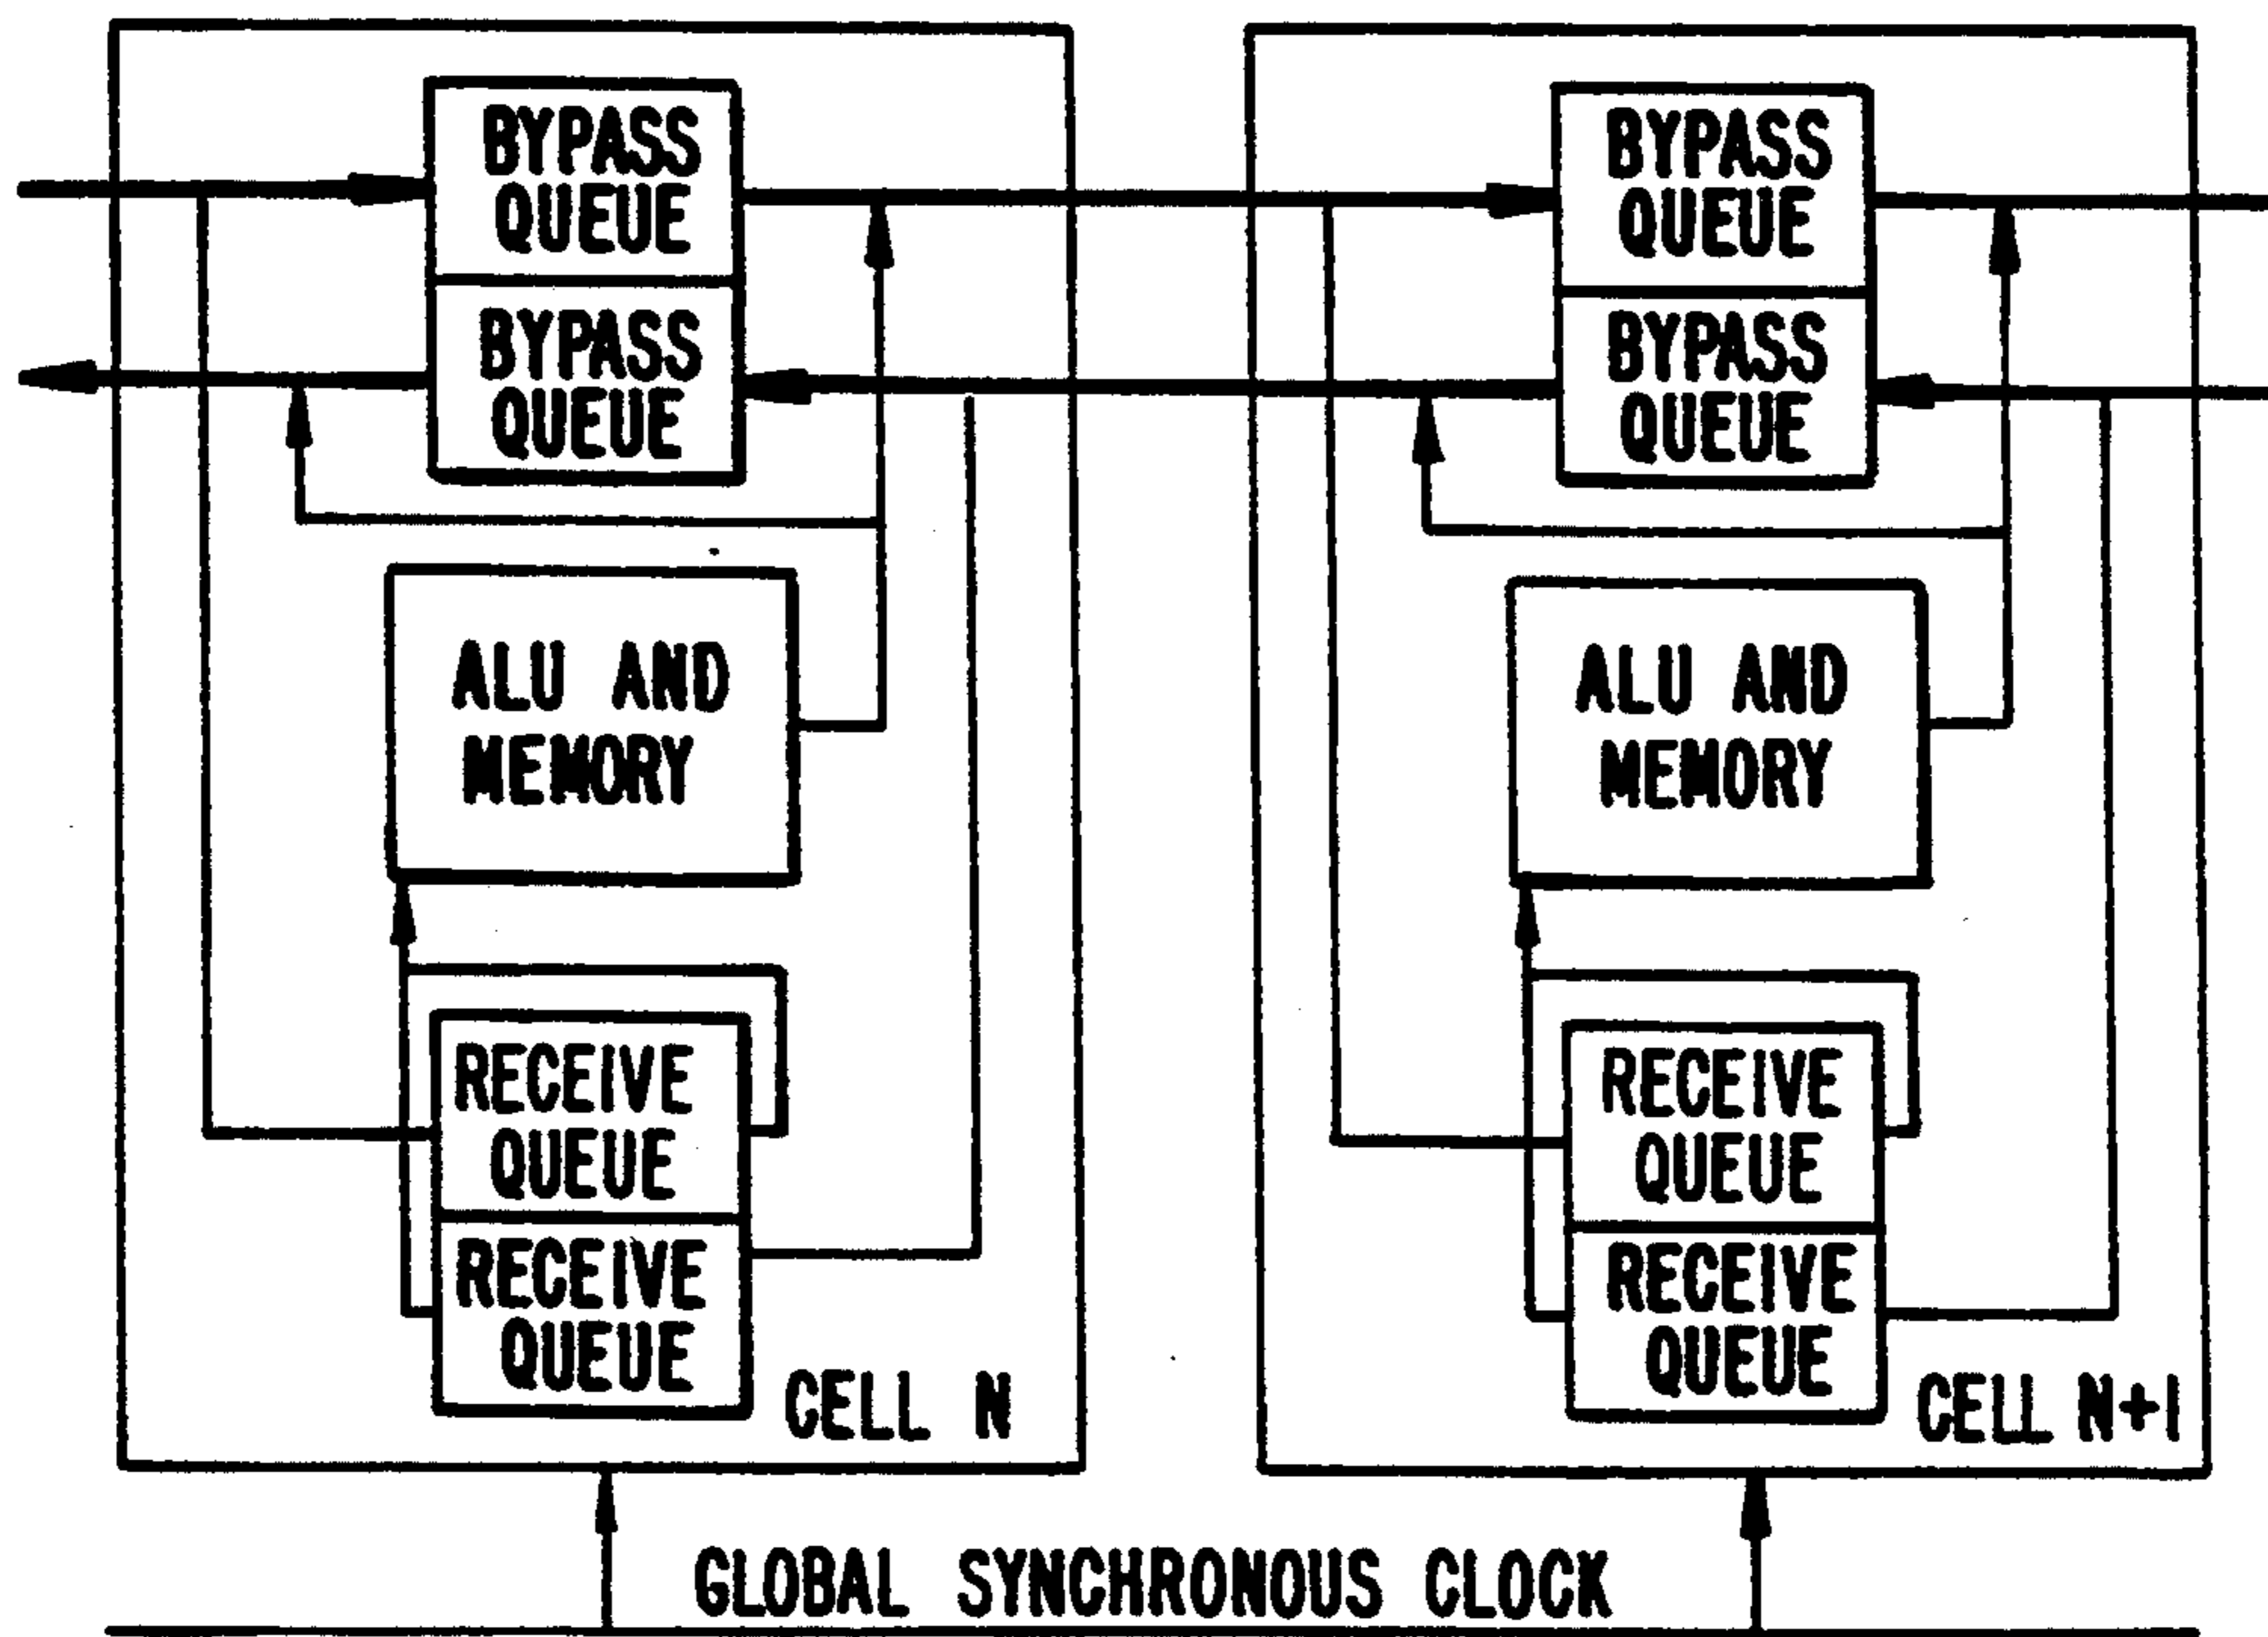 BYPASS
QUEUE
BYPASS
QUEUE
ALU AND
MEMORY
RECEIVE
QUEUE
RECEIVE
QUEUE
CELL N
BYPASS
QUEUE
BYPASS
QUEUE
ALU AND
MEMORY
RECEIVE
QUEUE
RECEIVE
QUEUE
CELL N+1
GLOBAL SYNCHRONOUS CLOCK